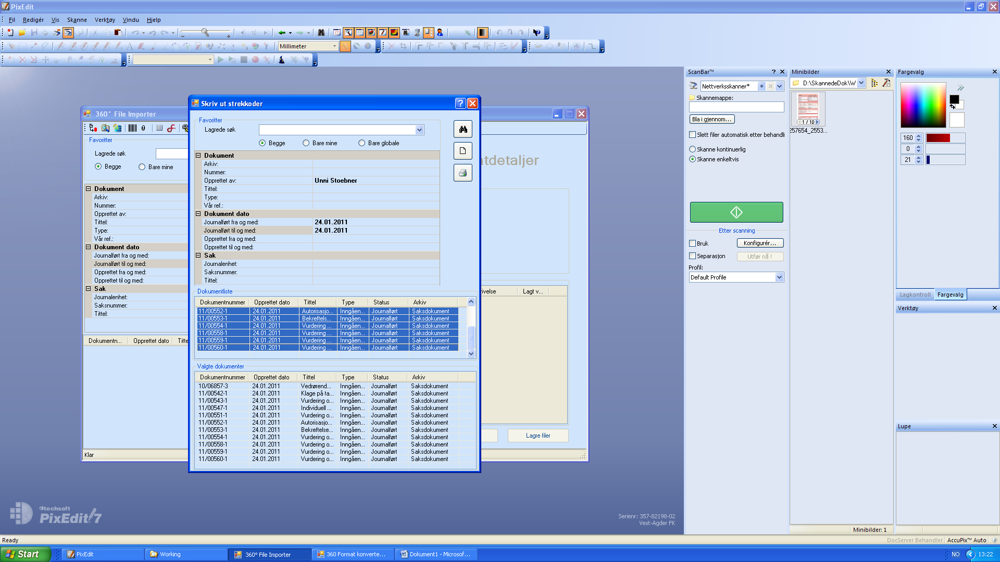 PixEdit
Fil Redigér Vis Skanne Verktøy Vindu Hjelp
Millimeter
ScanBar™ ?
Nettverksskanner*
Skannemappe:
Bla i gjennom...
Slett filer automatisk etter behandli
Skanne kontinuerlig
Skanne enkeltvis
Etter scanning
Bruk Konfigurér...
Separasjon Utfør nå !
Profil:
Default Profile
Minibilder
D:\SkannedeDok\W
1 / 10
257654_2553...
Minibilder: 1
Fargevalg
160
0
21
Lagkontroll Fargevalg
Verktøy
Lupe
360° File Importer
Favoritter
Lagrede søk
Begge Bare mine
Dokument
Arkiv:
Nummer:
Opprettet av:
Tittel:
Type:
Vår ref.:
Dokument dato
Journalført fra og med:
Journalført til og med:
Opprettet fra og med:
Opprettet til og med:
Sak
Journalenhet:
Saksnummer:
Tittel:
Dokumentn... Opprettet dato Titte
Klar
ntdetaljer
rivelse Lagt v...
Lagre filer
Skriv ut strekkoder
Favoritter
Lagrede søk
Begge Bare mine Bare globale
Dokument
Arkiv:
Nummer:
Opprettet av: Unni Stoebner
Tittel:
Type:
Vår ref.:
Dokument dato
Journalført fra og med: 24.01.2011
Journalført til og med: 24.01.2011
Opprettet fra og med:
Opprettet til og med:
Sak
Journalenhet:
Saksnummer:
Tittel:
Dokumentliste
Dokumentnummer Opprettet dato Tittel Type Status Arkiv
11/00552-1 24.01.2011 Autorisasjo... Inngåen... Journalført Saksdokument
11/00553-1 24.01.2011 Bekreftels... Inngåen... Journalført Saksdokument
11/00554-1 24.01.2011 Vurdering ... Inngåen... Journalført Saksdokument
11/00558-1 24.01.2011 Vurdering ... Inngåen... Journalført Saksdokument
11/00559-1 24.01.2011 Vurdering ... Inngåen... Journalført Saksdokument
11/00560-1 24.01.2011 Vurdering ... Inngåen... Journalført Saksdokument
Valgte dokumenter
Dokumentnummer Opprettet dato Tittel Type Status Arkiv
10/06857-3 24.01.2011 Vedrørend... Inngåen... Journalført Saksdokument
11/00542-1 24.01.2011 Klage på ta... Inngåen... Journalført Saksdokument
11/00543-1 24.01.2011 Vurdering o... Inngåen... Journalført Saksdokument
11/00547-1 24.01.2011 Individuell ... Inngåen... Journalført Saksdokument
11/00551-1 24.01.2011 Vurdering o... Inngåen... Journalført Saksdokument
11/00552-1 24.01.2011 Autorisasjo... Inngåen... Journalført Saksdokument
11/00553-1 24.01.2011 Bekreftelse... Inngåen... Journalført Saksdokument
11/00554-1 24.01.2011 Vurdering o... Inngåen... Journalført Saksdokument
11/00558-1 24.01.2011 Vurdering o... Inngåen... Journalført Saksdokument
11/00559-1 24.01.2011 Vurdering o... Inngåen... Journalført Saksdokument
11/00560-1 24.01.2011 Vurdering o... Inngåen... Journalført Saksdokument
techsoft
PixEdit 7
Serienr: 357-82198-02
Vest-Agder FK
Ready
DocServer Behandler AccuPix™ Auto
Start PixEdit Working 360° File Importer 360 Format konverte... Dokument1 - Microsof... NO 13:22